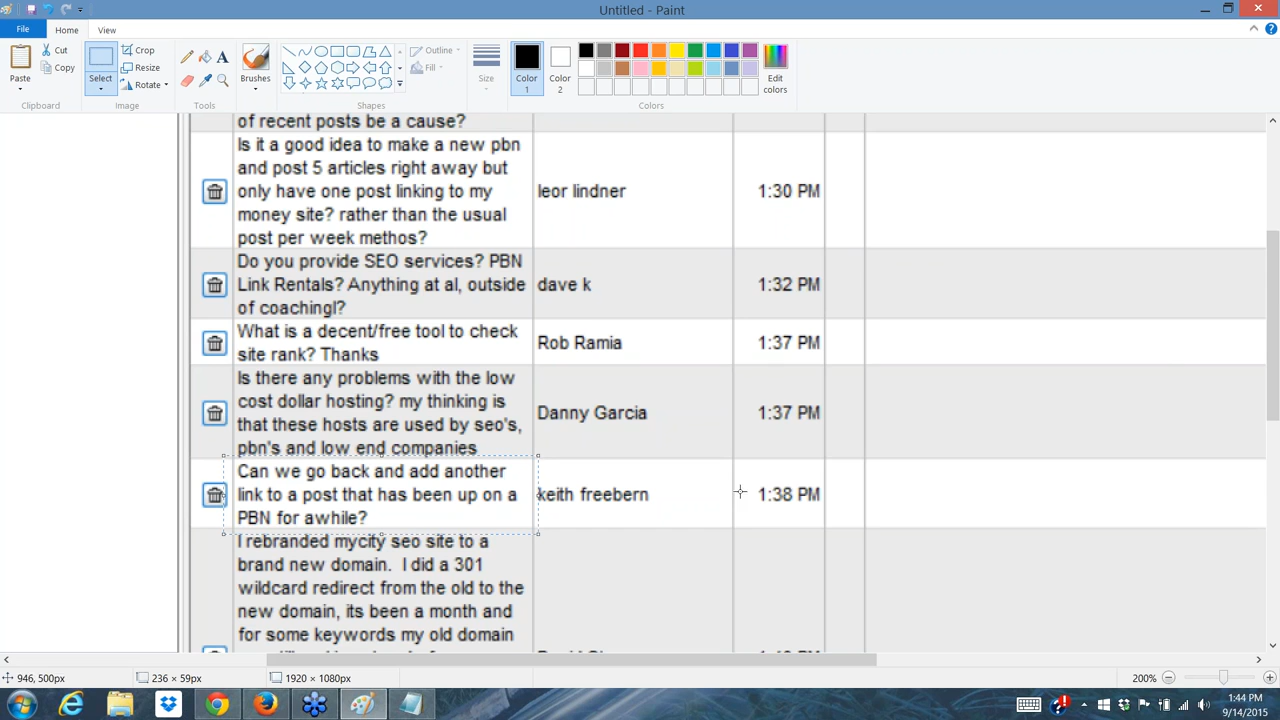 Untitled - Paint
File
Home
View
Paste
Cut
Copy
Clipboard
Select
Crop
Resize
Rotate
Image
Tools
Brushes
Shapes
Outline
Fill
Size
Color
1
Color
2
Edit
colors
Colors
of recent posts be a cause?
Is it a good idea to make a new pbn
and post 5 articles right away but
only have one post linking to my
money site? rather than the usual
post per week methos?
leor lindner
1:30 PM
Do you provide SEO services? PBN
Link Rentals? Anything at al, outside
of coachingl?
dave k
1:32 PM
What is a decent/free tool to check
site rank? Thanks
Rob Ramia
1:37 PM
Is there any problems with the low
cost dollar hosting? my thinking is
that these hosts are used by seo's,
pbn's and low end companies
Danny Garcia
1:37 PM
Can we go back and add another
link to a post that has been up on a
PBN for awhile?
keith freebern
1:38 PM
I rebranded mycity seo site to a
brand new domain. I did a 301
wildcard redirect from the old to the
new domain, its been a month and
for some keywords my old domain
946, 500px
236 × 59px
1920 × 1080px
200%
1:44 PM
9/14/2015